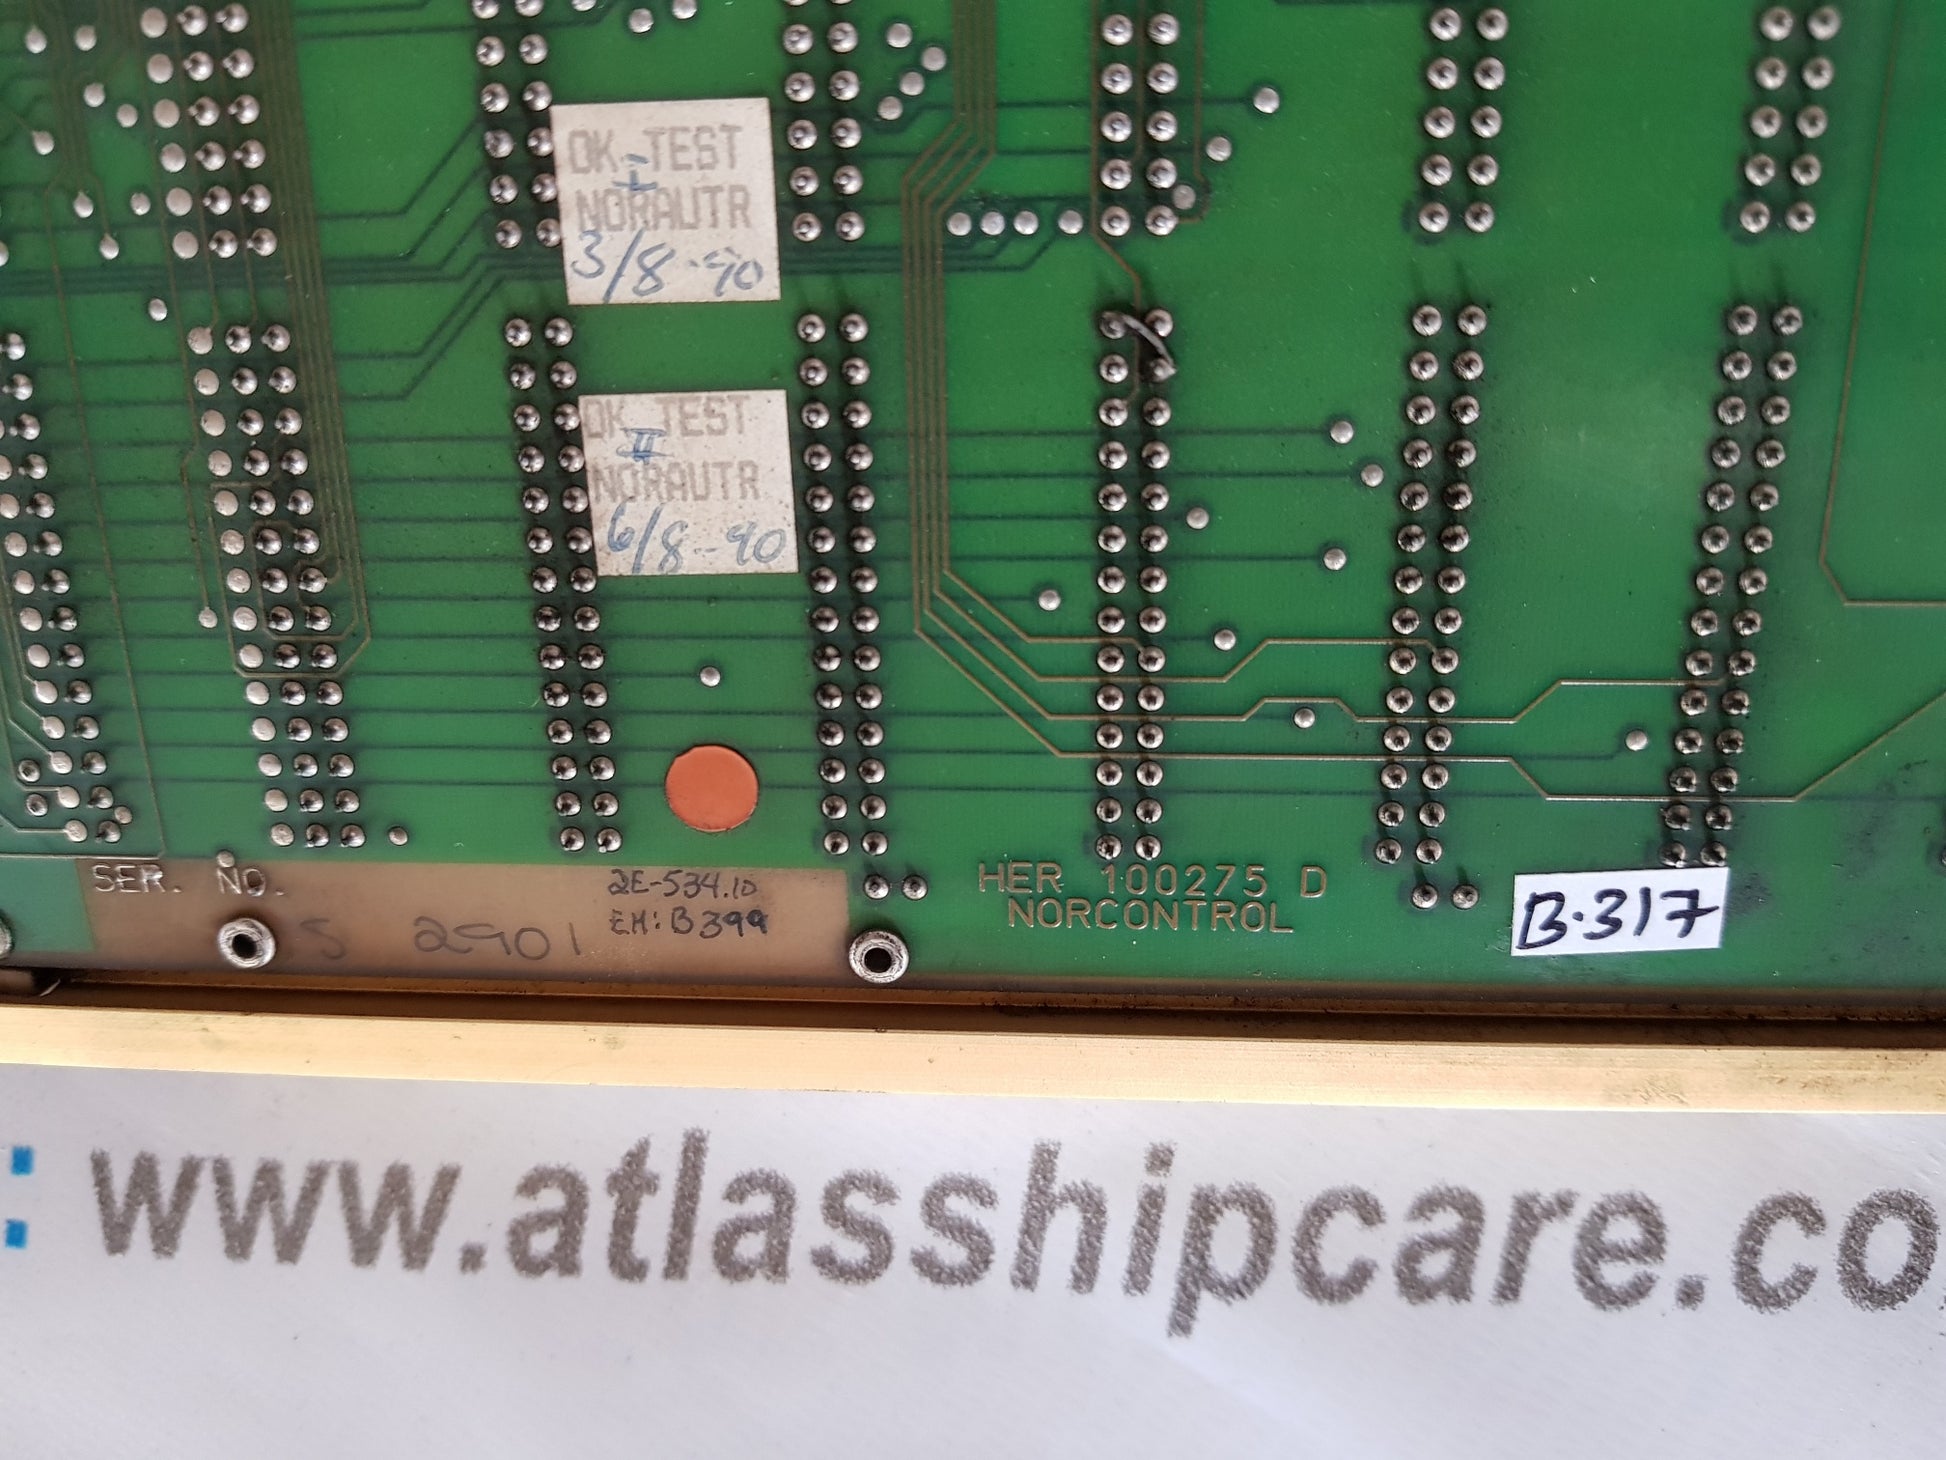 OK TEST
I
NORAUTR
3/8-90
OK TEST
II
NORAUTR
6/8-90
SER. NO.
S 2901
2E-534.10
EH: B399
HER 100275 D
NORCONTROL
B-317
: www.atlasshipcare.co